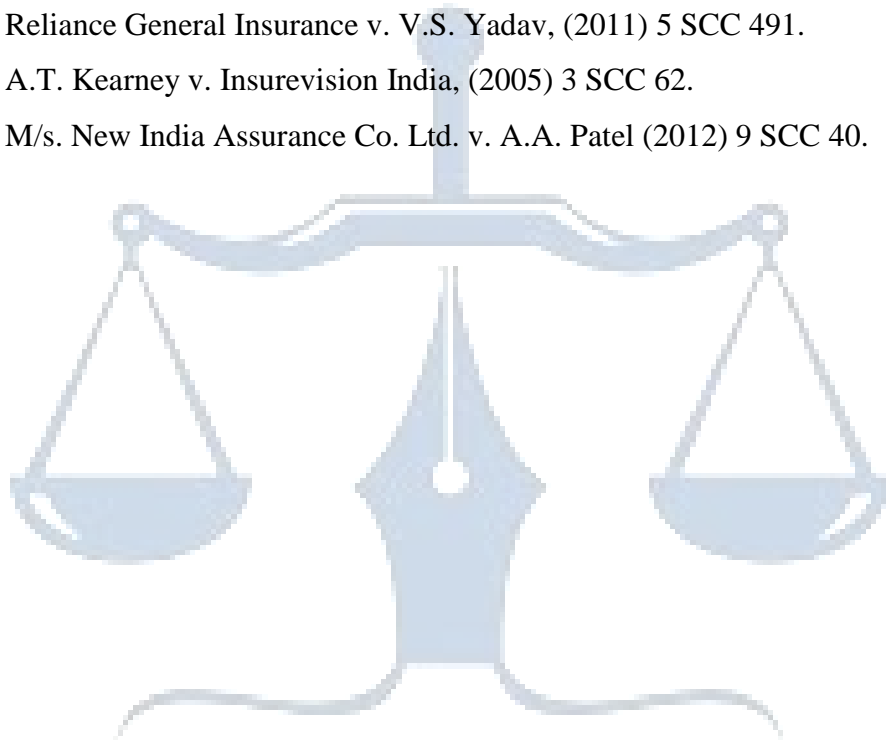 Reliance General Insurance v. V.S. Yadav, (2011) 5 SCC 491.
A.T. Kearney v. Insurevision India, (2005) 3 SCC 62.
M/s. New India Assurance Co. Ltd. v. A.A. Patel (2012) 9 SCC 40.